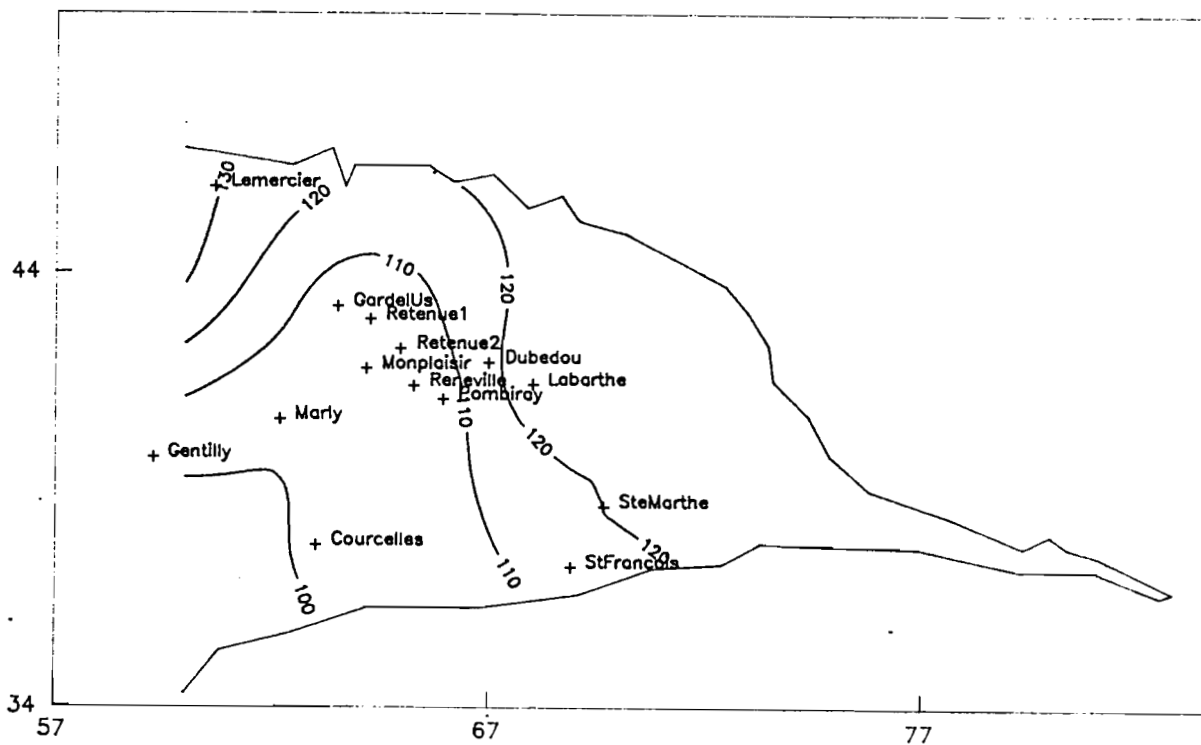 130
Lemercier
120
44
110
120
GardelUs
Retenue1
Retenue2
Dubedou
Monplaisir
Reneville
Labarthe
Pombiray
110
Marly
120
Gentilly
SteMarthe
Courcelles
120
StFrançois
110
100
34
57
67
77